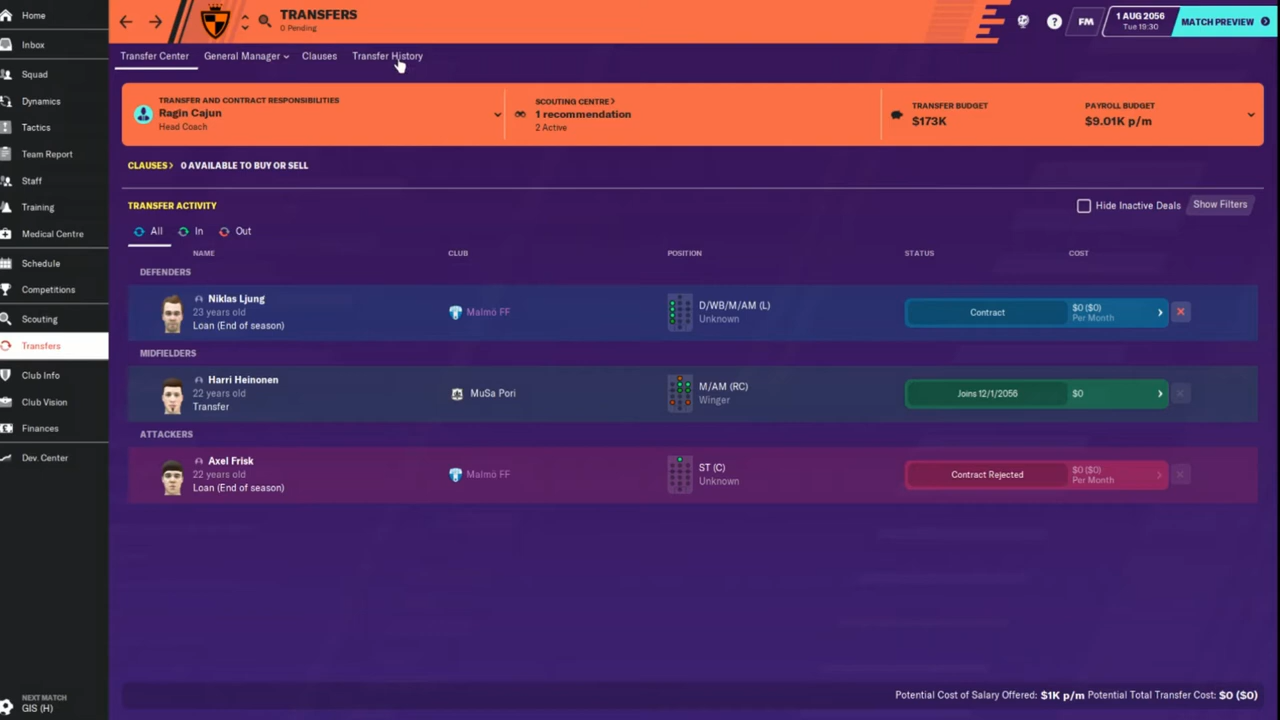 Home
TRANSFERS
0 Pending
FM
1 AUG 2056
Tue 19:30
MATCH PREVIEW
Inbox
Squad
Dynamics
Tactics
Team Report
Staff
Training
Medical Centre
Schedule
Competitions
Scouting
Transfers
Club Info
Club Vision
Finances
Dev. Center
NEXT MATCH
GIS (H)
Transfer Center General Manager Clauses Transfer History
TRANSFER AND CONTRACT RESPONSIBILITIES
Ragin Cajun
Head Coach
SCOUTING CENTRE >
1 recommendation
2 Active
TRANSFER BUDGET
$173K
PAYROLL BUDGET
$9.01K p/m
CLAUSES > 0 AVAILABLE TO BUY OR SELL
TRANSFER ACTIVITY
Hide Inactive Deals
Show Filters
All In Out
NAME CLUB POSITION STATUS COST
DEFENDERS
Niklas Ljung
23 years old
Loan (End of season)
Malmö FF
D/WB/M/AM (L)
Unknown
Contract
$0 ($0)
Per Month
MIDFIELDERS
Harri Heinonen
22 years old
Transfer
MuSa Pori
M/AM (RC)
Winger
Joins 12/1/2056
$0
ATTACKERS
Axel Frisk
22 years old
Loan (End of season)
Malmö FF
ST (C)
Unknown
Contract Rejected
$0 ($0)
Per Month
Potential Cost of Salary Offered: $1K p/m Potential Total Transfer Cost: $0 ($0)